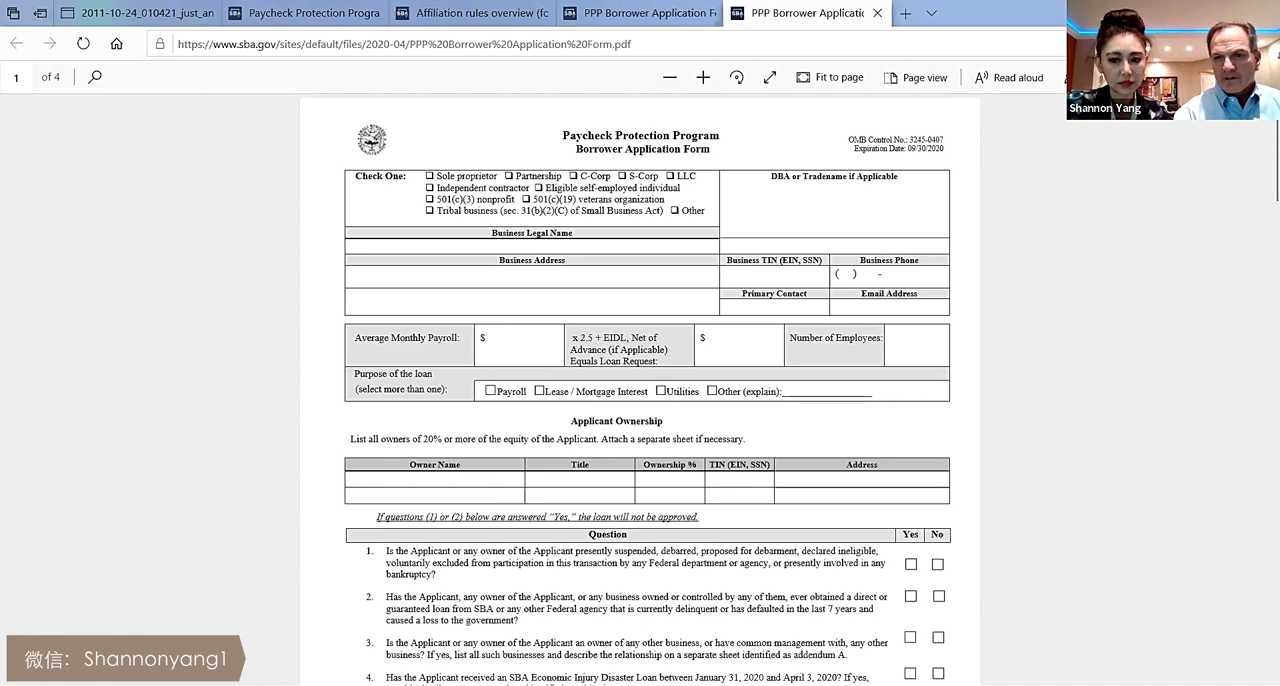 2011-10-24_010421_just_an
Paycheck Protection Progra
Affiliation rules overview (fo
PPP Borrower Application F
PPP Borrower Applicatic
https://www.sba.gov/sites/default/files/2020-04/PPP%20Borrower%20Application%20Form.pdf
1 of 4
Fit to page
Page view
Read aloud
Shannon Yang
Paycheck Protection Program
Borrower Application Form
OMB Control No.: 3245-0407
Expiration Date: 09/30/2020
Check One: ☐ Sole proprietor ☐ Partnership ☐ C-Corp ☐ S-Corp ☐ LLC
☐ Independent contractor ☐ Eligible self-employed individual
☐ 501(c)(3) nonprofit ☐ 501(c)(19) veterans organization
☐ Tribal business (sec. 31(b)(2)(C) of Small Business Act) ☐ Other
DBA or Tradename if Applicable
Business Legal Name
Business Address
Business TIN (EIN, SSN)
Business Phone
( ) -
Primary Contact
Email Address
Average Monthly Payroll:
$
x 2.5 + EIDL, Net of
Advance (if Applicable)
Equals Loan Request:
$
Number of Employees:
Purpose of the loan
(select more than one):
☐Payroll ☐Lease / Mortgage Interest ☐Utilities ☐Other (explain):__________________
Applicant Ownership
List all owners of 20% or more of the equity of the Applicant. Attach a separate sheet if necessary.
Owner Name
Title
Ownership %
TIN (EIN, SSN)
Address
If questions (1) or (2) below are answered "Yes," the loan will not be approved.
Question
Yes
No
1. Is the Applicant or any owner of the Applicant presently suspended, debarred, proposed for debarment, declared ineligible,
voluntarily excluded from participation in this transaction by any Federal department or agency, or presently involved in any
bankruptcy?
2. Has the Applicant, any owner of the Applicant, or any business owned or controlled by any of them, ever obtained a direct or
guaranteed loan from SBA or any other Federal agency that is currently delinquent or has defaulted in the last 7 years and
caused a loss to the government?
3. Is the Applicant or any owner of the Applicant an owner of any other business, or have common management with, any other
business? If yes, list all such businesses and describe the relationship on a separate sheet identified as addendum A.
4. Has the Applicant received an SBA Economic Injury Disaster Loan between January 31, 2020 and April 3, 2020? If yes,
微信： Shannonyang1